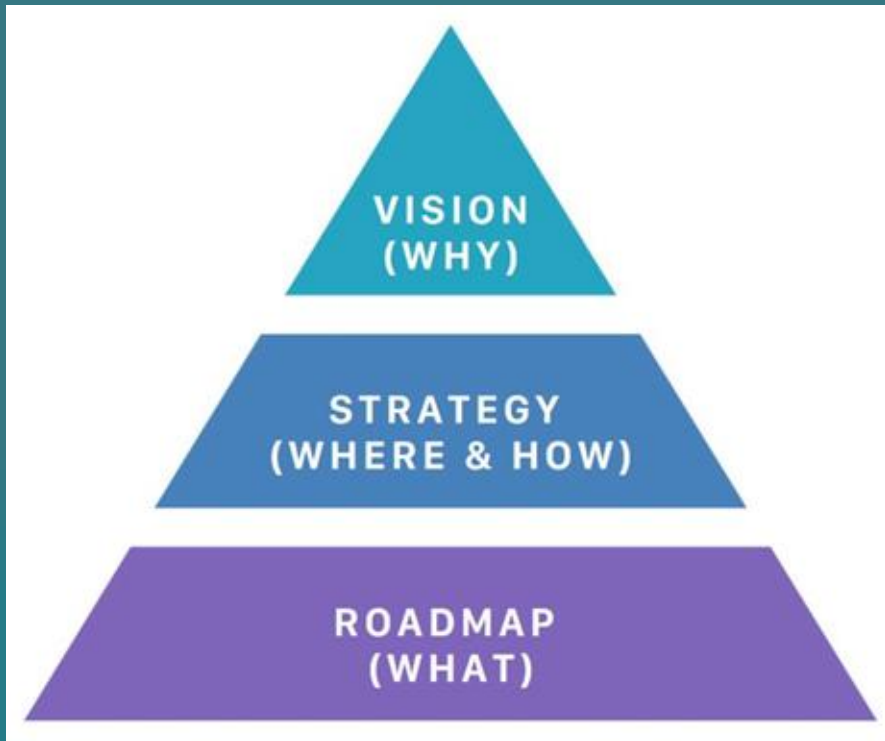 VISION
(WHY)
STRATEGY
(WHERE & HOW)
ROADMAP
(WHAT)